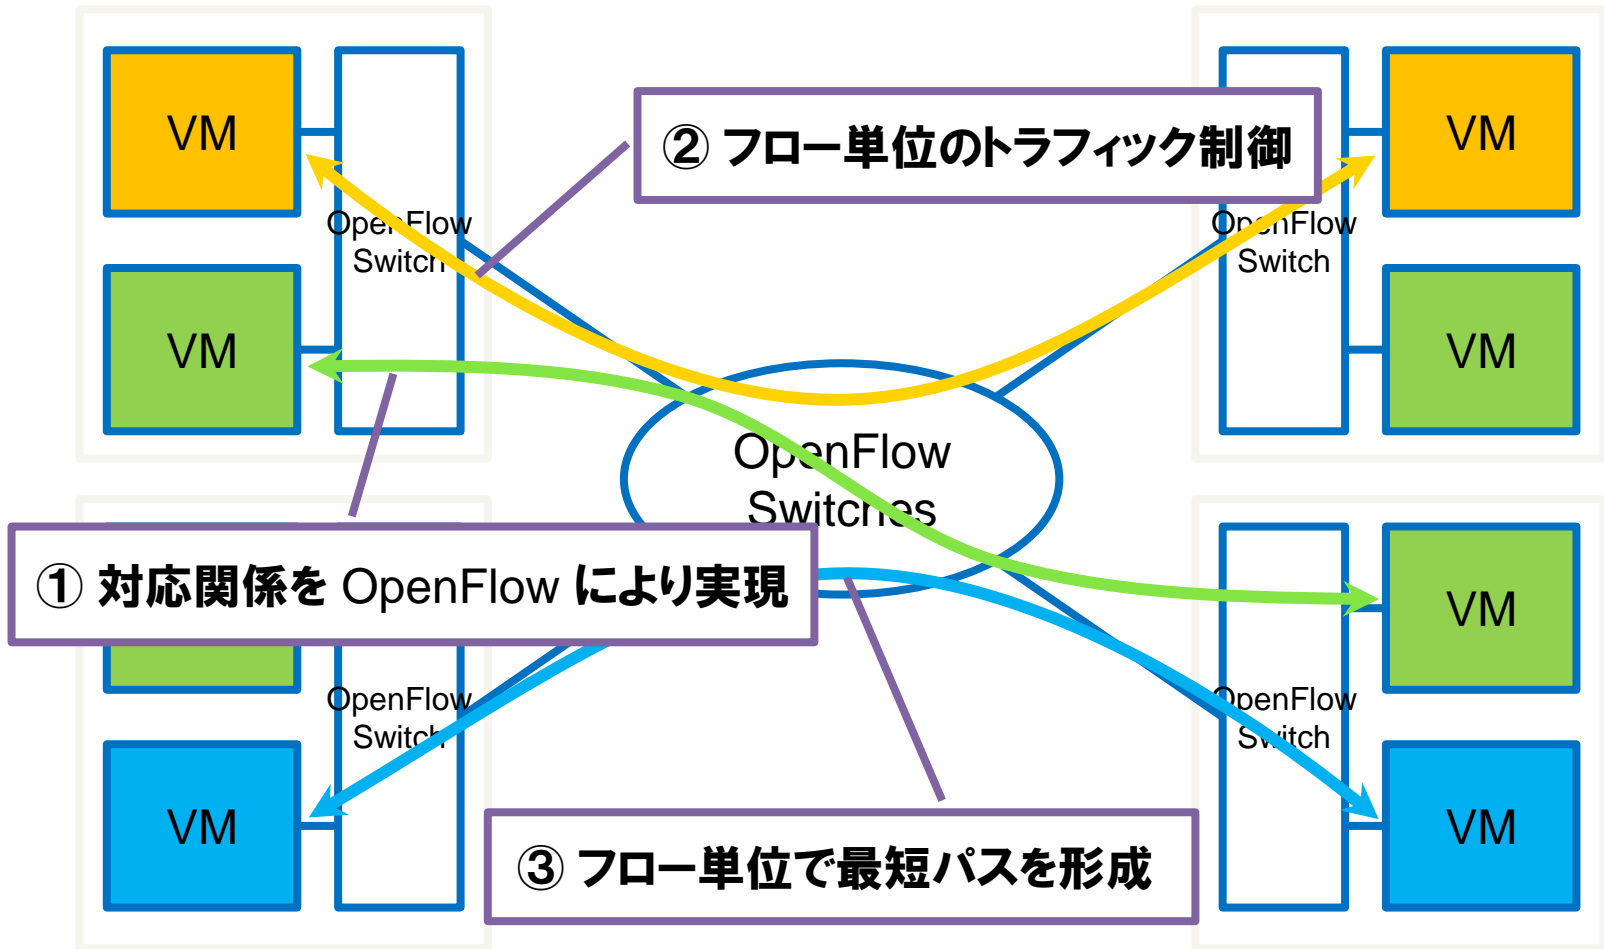 VM
VM
OpenFlow
Switch
② フロー単位のトラフィック制御
OpenFlow
Switch
VM
VM
OpenFlow
Switches
① 対応関係を OpenFlow により実現
OpenFlow
Switch
VM
③ フロー単位で最短パスを形成
OpenFlow
Switch
VM
VM